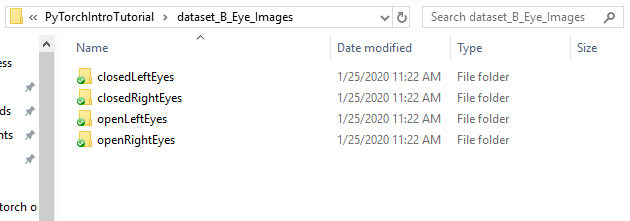 « PyTorchIntroTutorial › dataset_B_Eye_Images
Search dataset_B_Eye_Images
Name Date modified Type Size
closedLeftEyes 1/25/2020 11:22 AM File folder
closedRightEyes 1/25/2020 11:22 AM File folder
openLeftEyes 1/25/2020 11:22 AM File folder
openRightEyes 1/25/2020 11:22 AM File folder
ess
ds
nts
torch o